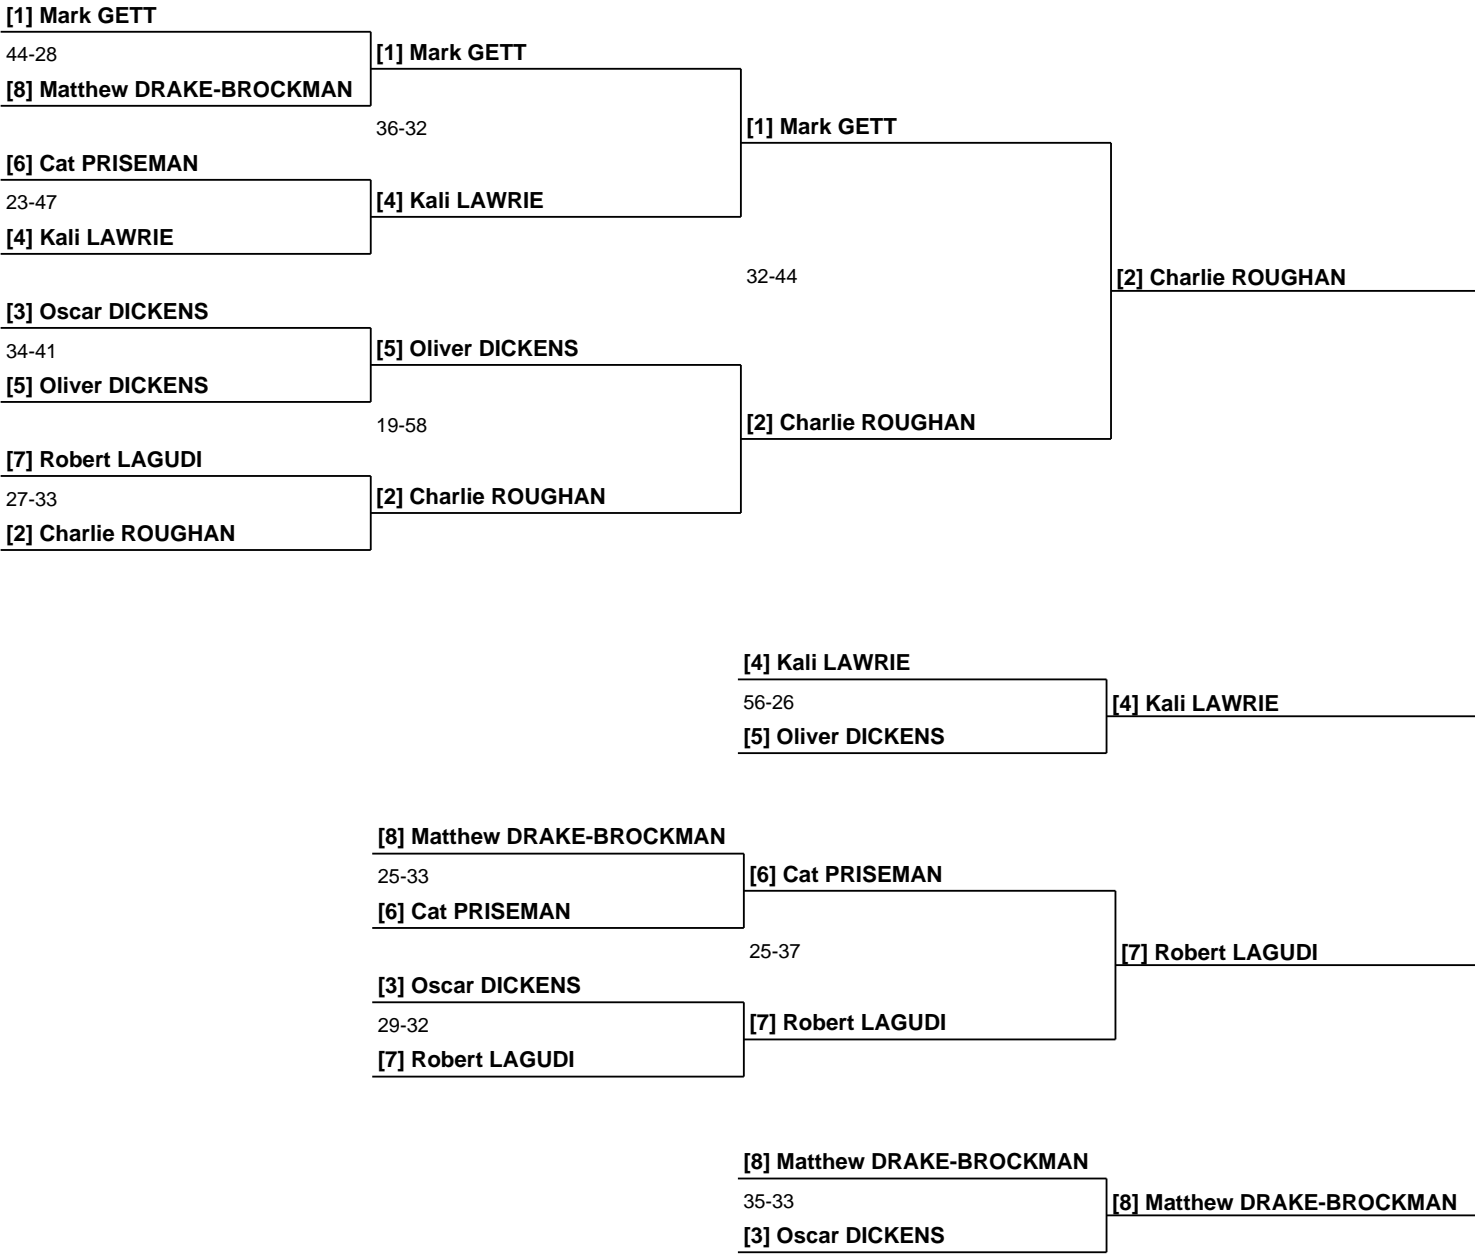 [1] Mark GETT
44-28
[1] Mark GETT
[8] Matthew DRAKE-BROCKMAN
36-32
[1] Mark GETT
[6] Cat PRISEMAN
23-47
[4] Kali LAWRIE
[4] Kali LAWRIE
32-44
[2] Charlie ROUGHAN
[3] Oscar DICKENS
34-41
[5] Oliver DICKENS
[5] Oliver DICKENS
19-58
[2] Charlie ROUGHAN
[7] Robert LAGUDI
27-33
[2] Charlie ROUGHAN
[2] Charlie ROUGHAN
[4] Kali LAWRIE
56-26
[4] Kali LAWRIE
[5] Oliver DICKENS
[8] Matthew DRAKE-BROCKMAN
25-33
[6] Cat PRISEMAN
[6] Cat PRISEMAN
25-37
[7] Robert LAGUDI
[3] Oscar DICKENS
29-32
[7] Robert LAGUDI
[7] Robert LAGUDI
[8] Matthew DRAKE-BROCKMAN
35-33
[8] Matthew DRAKE-BROCKMAN
[3] Oscar DICKENS